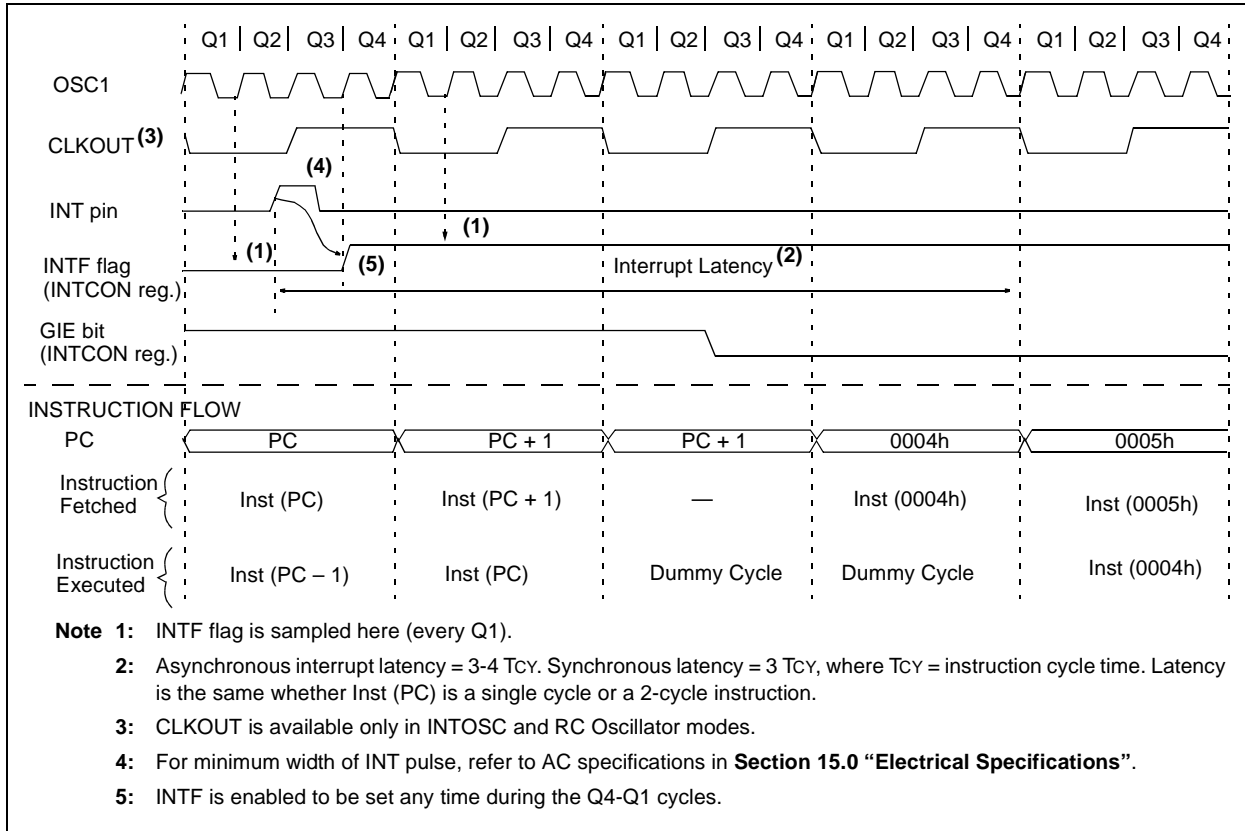 Q1 | Q2 | Q3 | Q4 Q1 | Q2 | Q3 | Q4 Q1 | Q2 | Q3 | Q4 Q1 | Q2 | Q3 | Q4 Q1 | Q2 | Q3 | Q4
OSC1
CLKOUT (3)
(4)
INT pin
(1)
(1)
(5)
INTF flag
(INTCON reg.)
Interrupt Latency (2)
GIE bit
(INTCON reg.)
INSTRUCTION FLOW
PC PC PC + 1 PC + 1 0004h 0005h
Instruction
Fetched
Inst (PC) Inst (PC + 1) — Inst (0004h) Inst (0005h)
Instruction
Executed
Inst (PC – 1) Inst (PC) Dummy Cycle Dummy Cycle Inst (0004h)
Note 1: INTF flag is sampled here (every Q1).
2: Asynchronous interrupt latency = 3-4 TCY. Synchronous latency = 3 TCY, where TCY = instruction cycle time. Latency
is the same whether Inst (PC) is a single cycle or a 2-cycle instruction.
3: CLKOUT is available only in INTOSC and RC Oscillator modes.
4: For minimum width of INT pulse, refer to AC specifications in Section 15.0 “Electrical Specifications”.
5: INTF is enabled to be set any time during the Q4-Q1 cycles.